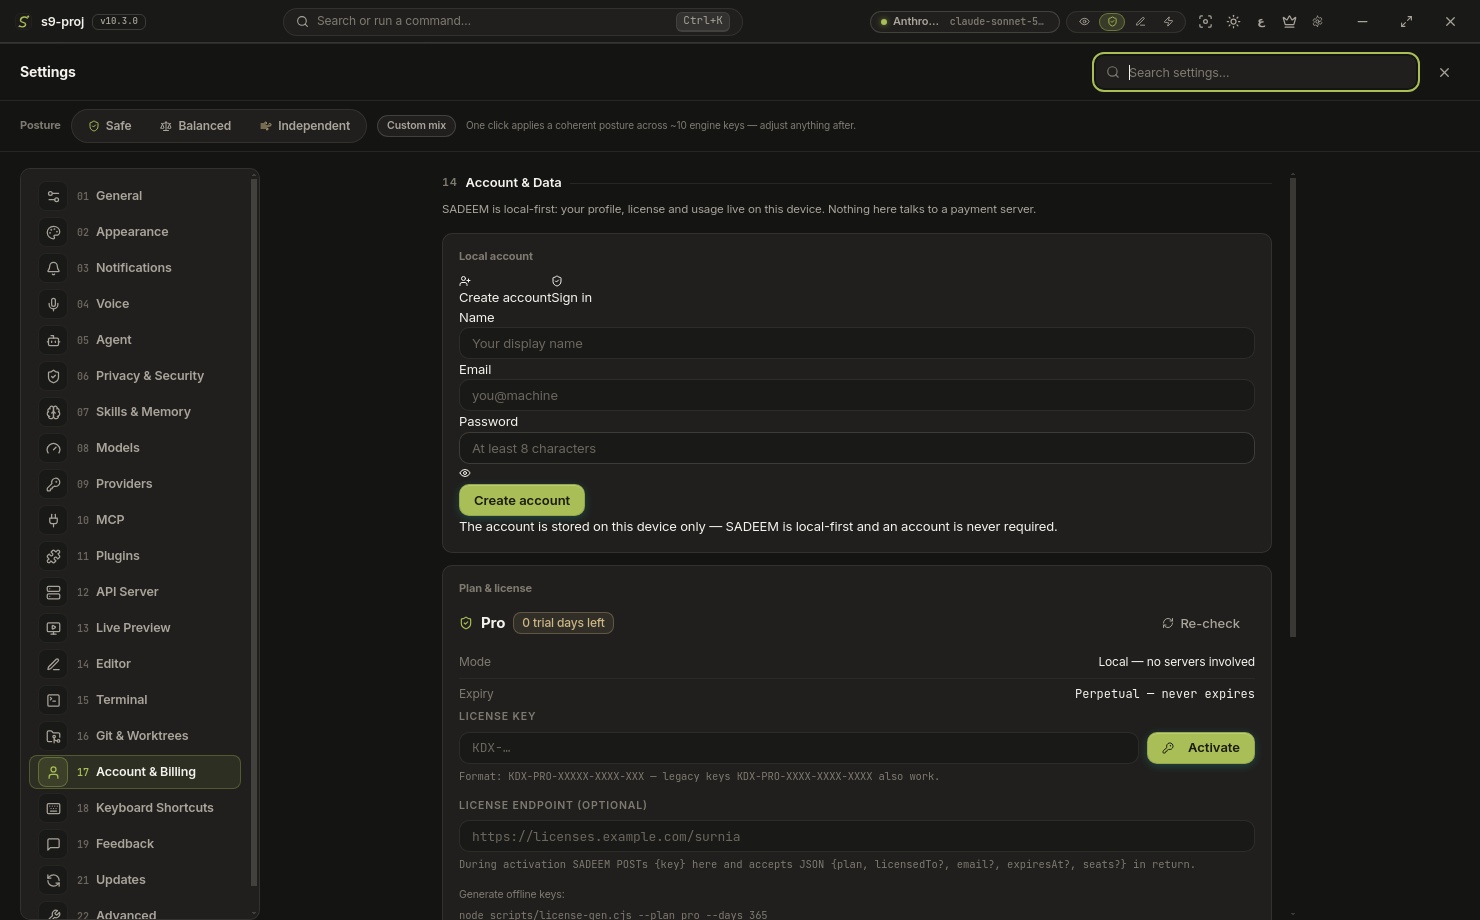 s9-proj v10.3.0 Search or run a command... Ctrl+K Anthro... claude-sonnet-5... ع
Settings Search settings...
Posture Safe Balanced Independent Custom mix One click applies a coherent posture across ~10 engine keys — adjust anything after.
01 General
02 Appearance
03 Notifications
04 Voice
05 Agent
06 Privacy & Security
07 Skills & Memory
08 Models
09 Providers
10 MCP
11 Plugins
12 API Server
13 Live Preview
14 Editor
15 Terminal
16 Git & Worktrees
17 Account & Billing
18 Keyboard Shortcuts
19 Feedback
21 Updates
22 Advanced
14 Account & Data
SADEEM is local-first: your profile, license and usage live on this device. Nothing here talks to a payment server.
Local account
Create accountSign in
Name
Your display name
Email
you@machine
Password
At least 8 characters
Create account
The account is stored on this device only — SADEEM is local-first and an account is never required.
Plan & license
Pro 0 trial days left Re-check
Mode Local — no servers involved
Expiry Perpetual — never expires
LICENSE KEY
KDX-… Activate
Format: KDX-PRO-XXXXX-XXXX-XXX — legacy keys KDX-PRO-XXXX-XXXX-XXXX also work.
LICENSE ENDPOINT (OPTIONAL)
https://licenses.example.com/surnia
During activation SADEEM POSTs {key} here and accepts JSON {plan, licensedTo?, email?, expiresAt?, seats?} in return.
Generate offline keys:
node scripts/license-gen.cjs --plan pro --days 365